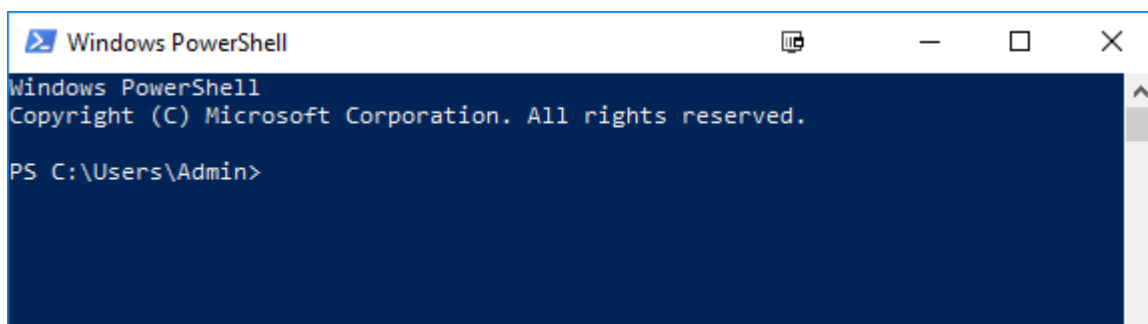 Windows PowerShell
Windows PowerShell
Copyright (C) Microsoft Corporation. All rights reserved.
PS C:\Users\Admin>